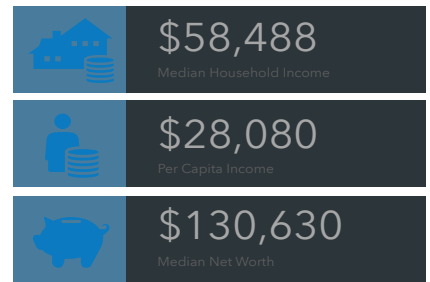 $58,488
Median Household Income
$28,080
Per Capita Income
$130,630
Median Net Worth